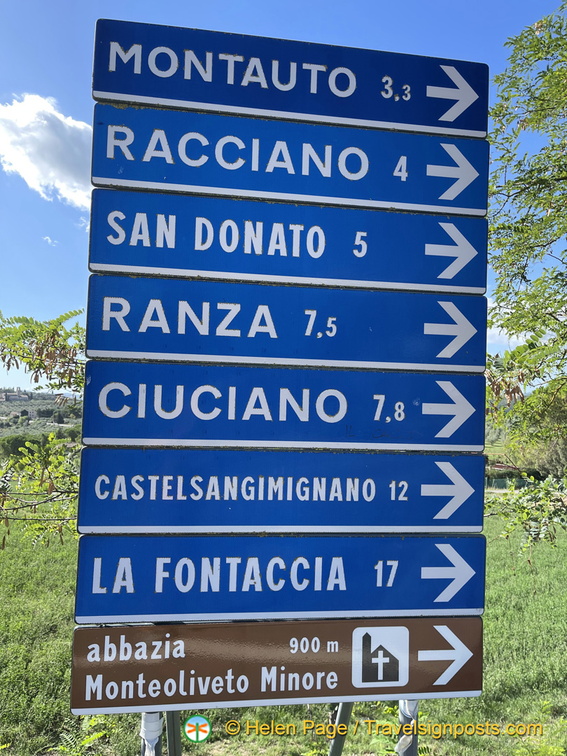 MONTAUTO 3,3
RACCIANO 4
SAN DONATO 5
RANZA 7,5
CIUCIANO 7,8
CASTELSANGIMIGNANO 12
LA FONTACCIA 17
abbazia 900 m
Monteoliveto Minore
© Helen Page / Travelsignposts.com